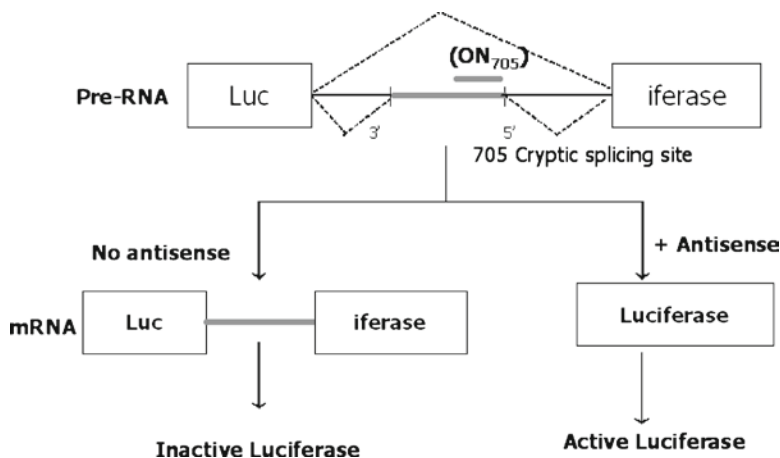 (ON705)
Pre-RNA Luc iferase
3' 5'
705 Cryptic splicing site
No antisense + Antisense
mRNA Luc iferase Luciferase
Inactive Luciferase Active Luciferase